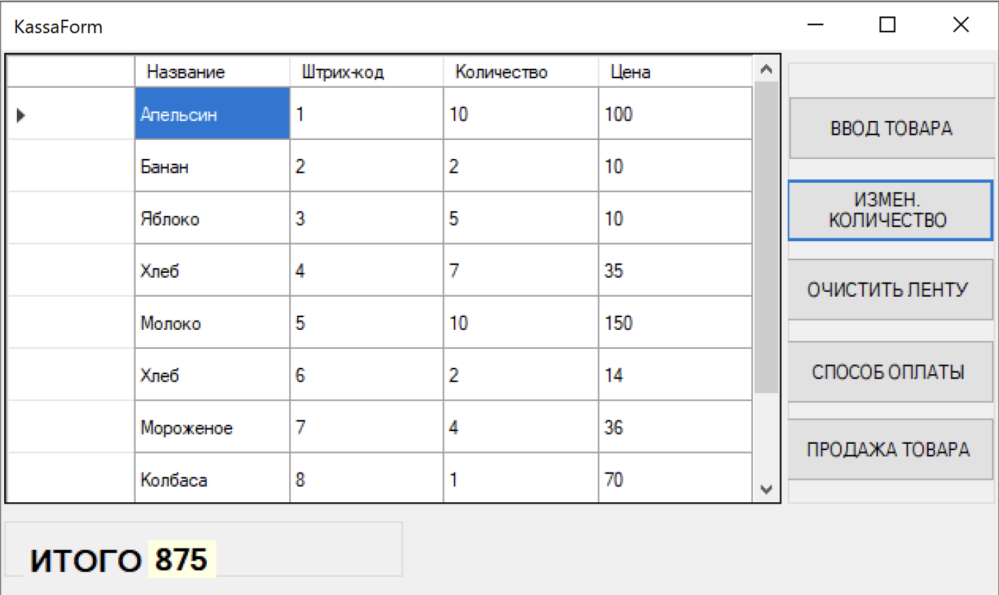 KassaForm
Название Штрих-код Количество Цена
Апельсин 1 10 100
Банан 2 2 10
Яблоко 3 5 10
Хлеб 4 7 35
Молоко 5 10 150
Хлеб 6 2 14
Мороженое 7 4 36
Колбаса 8 1 70
ВВОД ТОВАРА
ИЗМЕН.
КОЛИЧЕСТВО
ОЧИСТИТЬ ЛЕНТУ
СПОСОБ ОПЛАТЫ
ПРОДАЖА ТОВАРА
ИТОГО 875